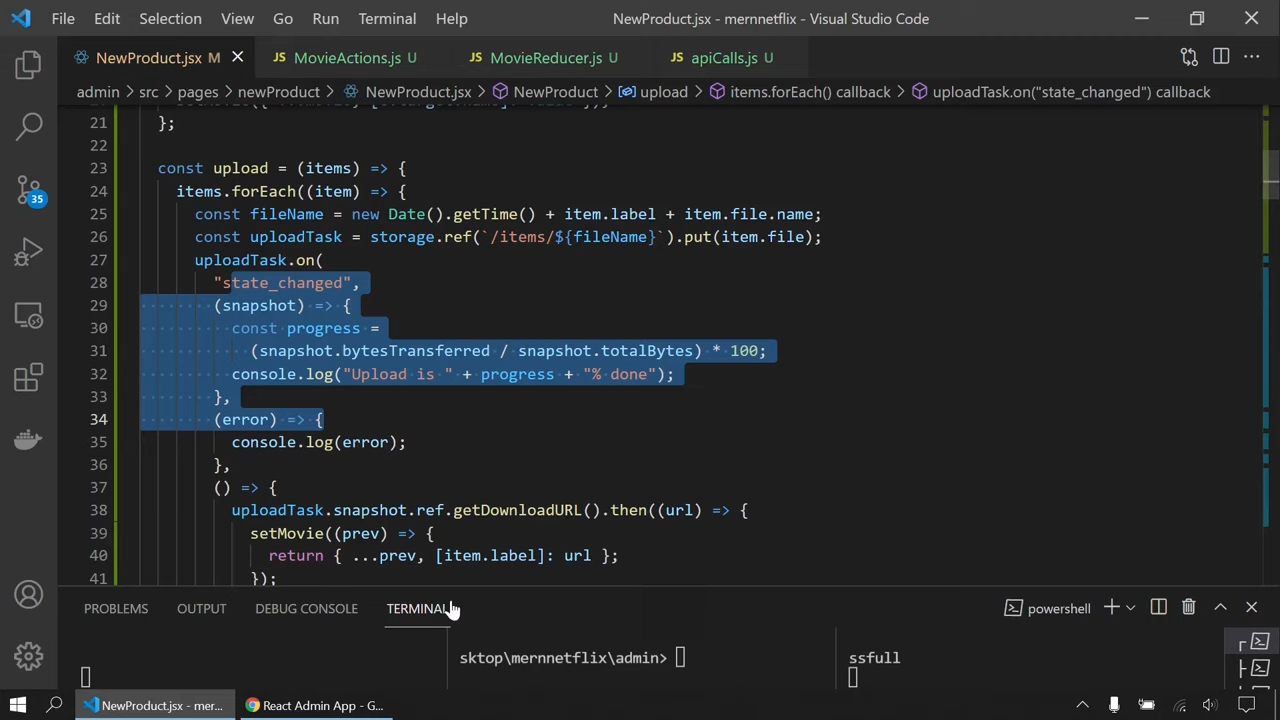 File Edit Selection View Go Run Terminal Help NewProduct.jsx - mernnetflix - Visual Studio Code
NewProduct.jsx M JS MovieActions.js U JS MovieReducer.js U JS apiCalls.js U
admin > src > pages > newProduct > NewProduct.jsx > NewProduct > upload > items.forEach() callback > uploadTask.on("state_changed") callback
21 };
22
23 const upload = (items) => {
24 items.forEach((item) => {
25 const fileName = new Date().getTime() + item.label + item.file.name;
26 const uploadTask = storage.ref(`/items/${fileName}`).put(item.file);
27 uploadTask.on(
28 "state_changed",
29 (snapshot) => {
30 const progress =
31 (snapshot.bytesTransferred / snapshot.totalBytes) * 100;
32 console.log("Upload is " + progress + "% done");
33 },
34 (error) => {
35 console.log(error);
36 },
37 () => {
38 uploadTask.snapshot.ref.getDownloadURL().then((url) => {
39 setMovie((prev) => {
40 return { ...prev, [item.label]: url };
41 });
35
PROBLEMS OUTPUT DEBUG CONSOLE TERMINAL powershell
sktop\mernnetflix\admin> ssfull
NewProduct.jsx - mer... React Admin App - G...